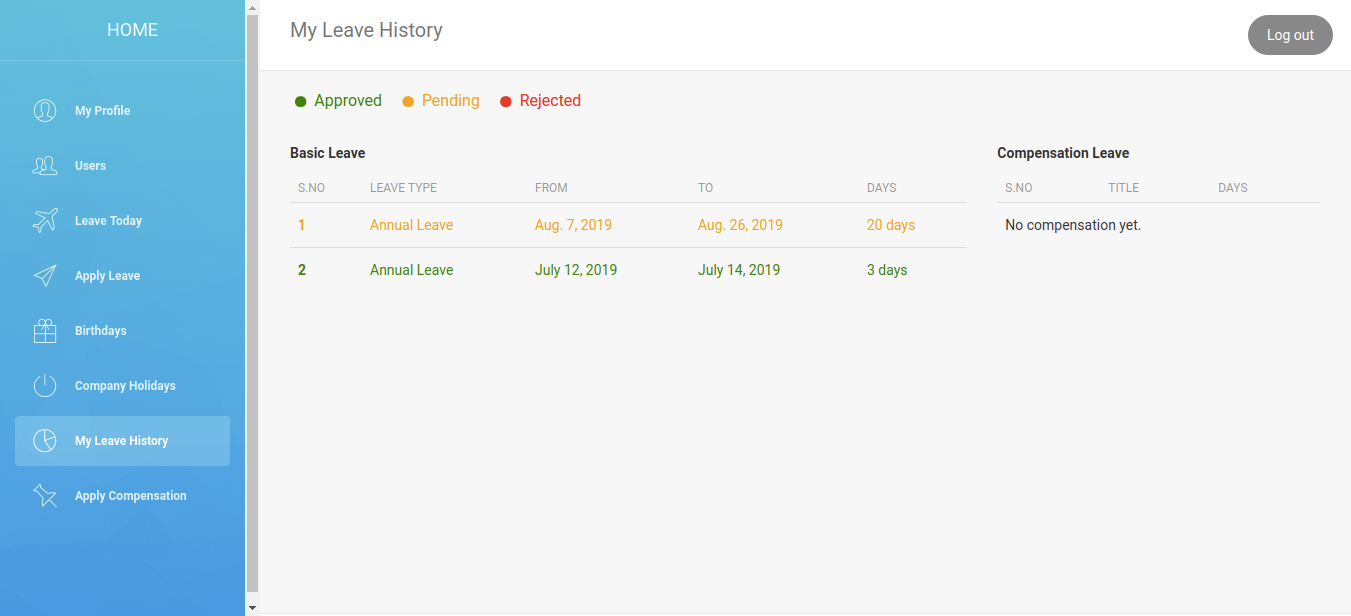 HOME
My Profile
Users
Leave Today
Apply Leave
Birthdays
Company Holidays
My Leave History
Apply Compensation
My Leave History
Log out
Approved Pending Rejected
Basic Leave
S.NO LEAVE TYPE FROM TO DAYS
1 Annual Leave Aug. 7, 2019 Aug. 26, 2019 20 days
2 Annual Leave July 12, 2019 July 14, 2019 3 days
Compensation Leave
S.NO TITLE DAYS
No compensation yet.